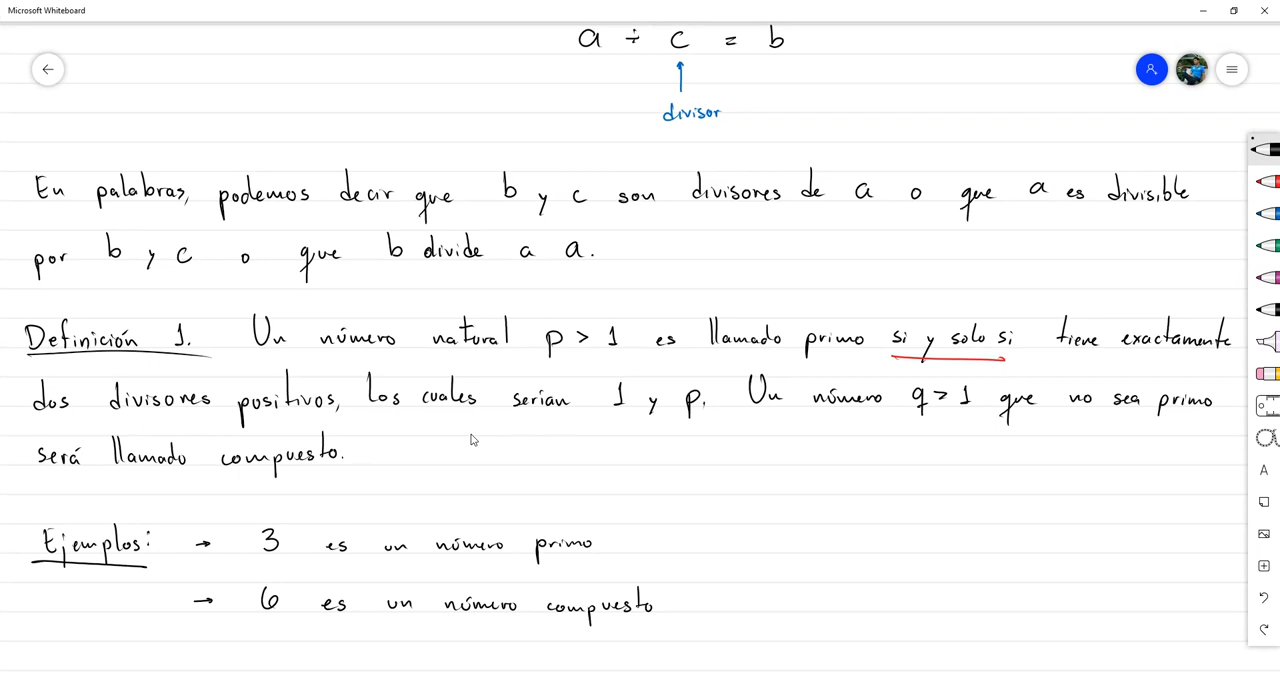 Microsoft Whiteboard
a ÷ c = b
divisor
En palabras, podemos decir que b y c son divisores de a o que a es divisible
por b y c o que b divide a a.
Definición 1. Un número natural p > 1 es llamado primo si y solo si tiene exactamente
dos divisores positivos, los cuales serían 1 y p. Un número q > 1 que no sea primo
será llamado compuesto.
Ejemplos: → 3 es un número primo
→ 6 es un número compuesto